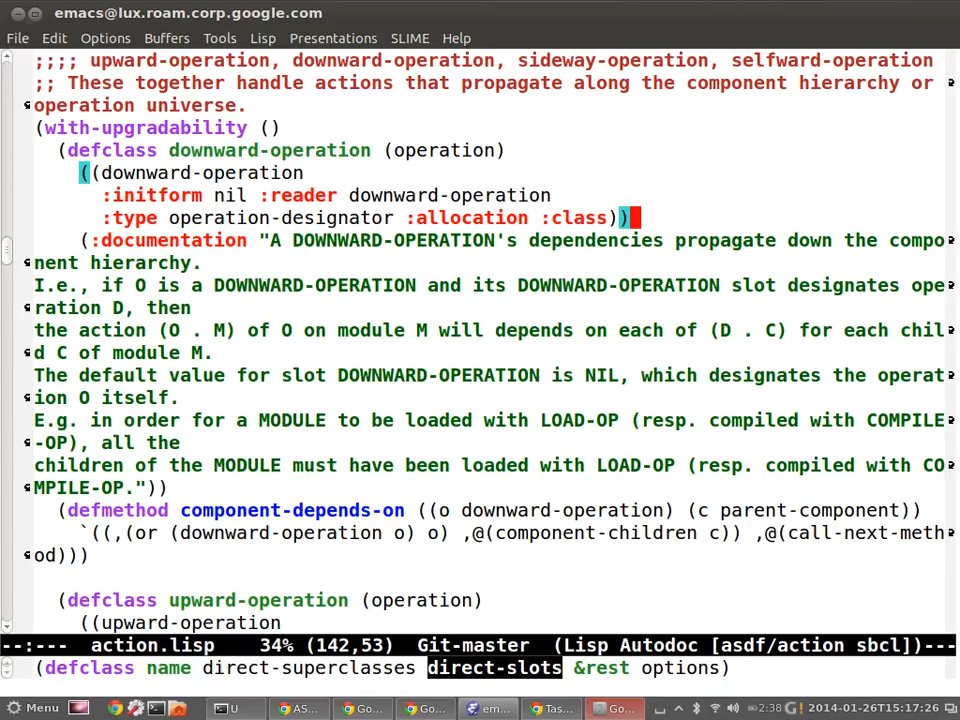 emacs@lux.roam.corp.google.com
File Edit Options Buffers Tools Lisp Presentations SLIME Help
;;;; upward-operation, downward-operation, sideway-operation, selfward-operation
;; These together handle actions that propagate along the component hierarchy or
operation universe.
(with-upgradability ()
(defclass downward-operation (operation)
((downward-operation
:initform nil :reader downward-operation
:type operation-designator :allocation :class))
(:documentation "A DOWNWARD-OPERATION's dependencies propagate down the compo
nent hierarchy.
I.e., if O is a DOWNWARD-OPERATION and its DOWNWARD-OPERATION slot designates ope
ration D, then
the action (O . M) of O on module M will depends on each of (D . C) for each chil
d C of module M.
The default value for slot DOWNWARD-OPERATION is NIL, which designates the operat
ion O itself.
E.g. in order for a MODULE to be loaded with LOAD-OP (resp. compiled with COMPILE
-OP), all the
children of the MODULE must have been loaded with LOAD-OP (resp. compiled with CO
MPILE-OP."))
(defmethod component-depends-on ((o downward-operation) (c parent-component))
`((,(or (downward-operation o) o) ,@(component-children c)) ,@(call-next-meth
od)))
(defclass upward-operation (operation)
((upward-operation
--:--- action.lisp 34% (142,53) Git-master (Lisp Autodoc [asdf/action sbcl])---
(defclass name direct-superclasses direct-slots &rest options)
Menu U AS... Go... Go... em... Tas... Go... 2:38 2014-01-26T15:17:26